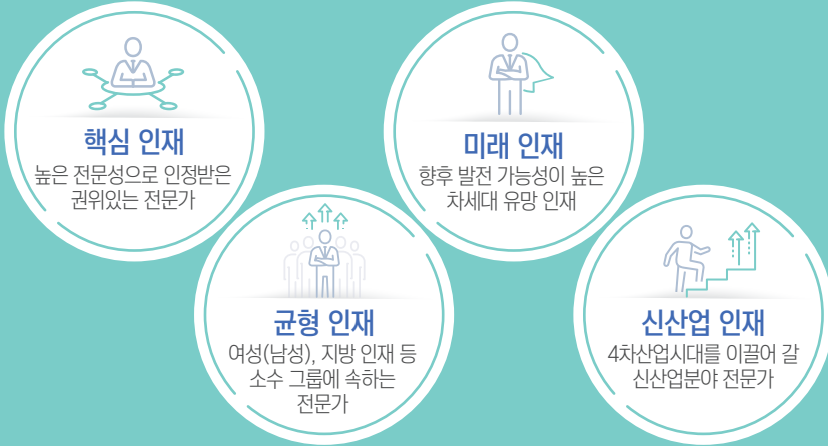 핵심 인재
높은 전문성으로 인정받은
권위있는 전문가
미래 인재
향후 발전 가능성이 높은
차세대 유망 인재
균형 인재
여성(남성), 지방 인재 등
소수 그룹에 속하는
전문가
신산업 인재
4차산업시대를 이끌어 갈
신산업분야 전문가